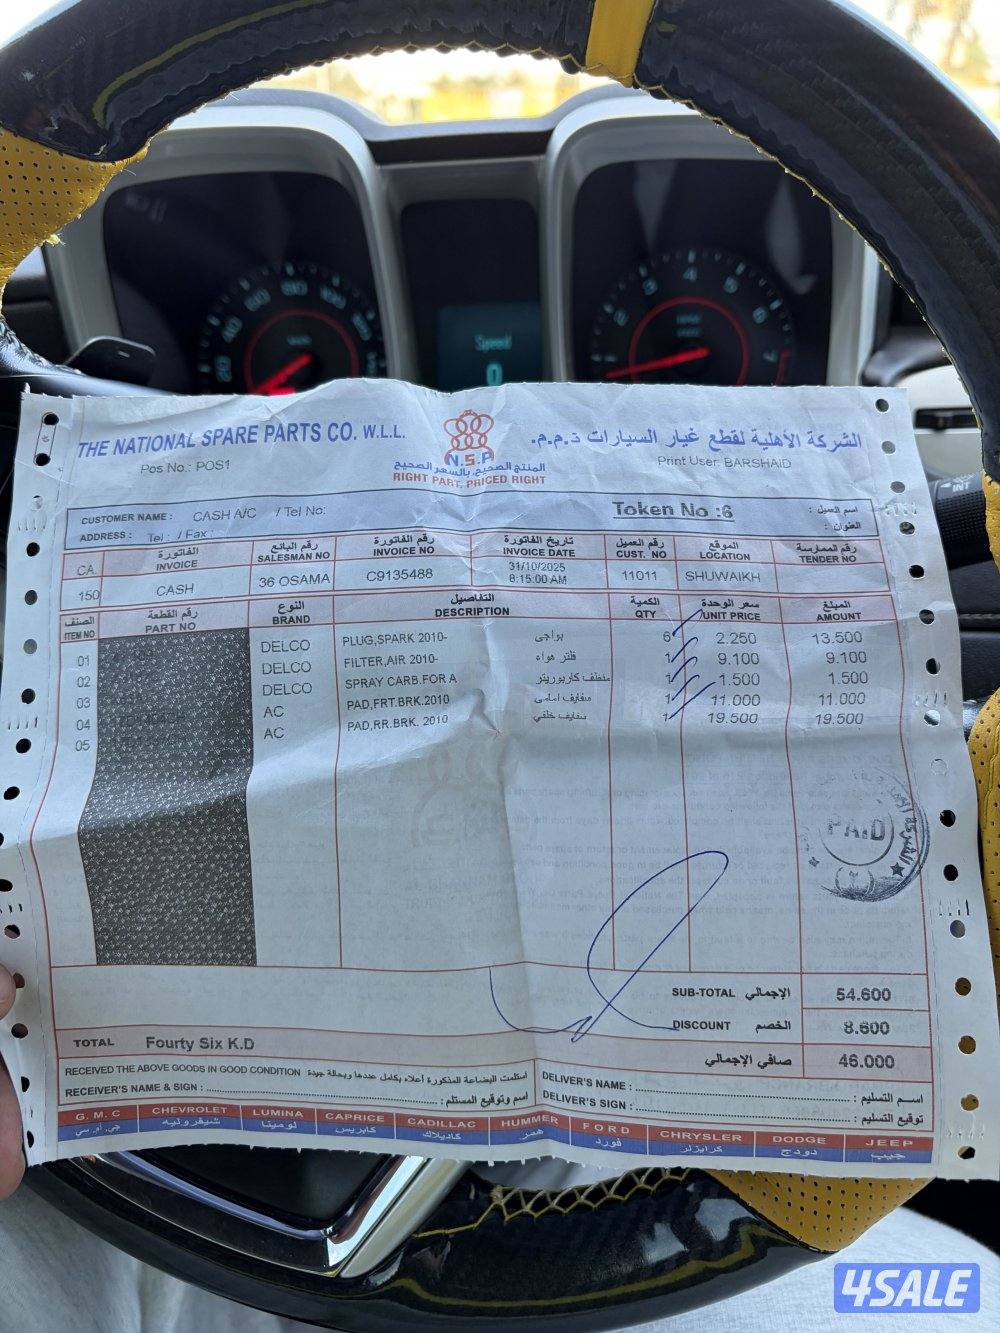 Speed
0
THE NATIONAL SPARE PARTS CO. W.L.L.
الشركة الأهلية لقطع غيار السيارات ذ.م.م.
N.S.P
المنتج الصحيح، بالسعر الصحيح
RIGHT PART, PRICED RIGHT
Pos No.: POS1
Print User: BARSHAID
CUSTOMER NAME : CASH A/C / Tel No: Token No :6 اسم العميل :
ADDRESS : Tel : / Fax : العنوان :
الفاتورة رقم البائع رقم الفاتورة تاريخ الفاتورة رقم العميل الموقع رقم الممارسة
CA. INVOICE SALESMAN NO INVOICE NO INVOICE DATE CUST. NO LOCATION TENDER NO
150 CASH 36 OSAMA C9135488 31/10/2025 8:15:00 AM 11011 SHUWAIKH
الصنف رقم القطعة النوع التفاصيل الكمية سعر الوحدة المبلغ
ITEM NO PART NO BRAND DESCRIPTION QTY UNIT PRICE AMOUNT
01 DELCO PLUG,SPARK 2010- بواجي 6 2.250 13.500
02 DELCO FILTER,AIR 2010- فلتر هواء 1 9.100 9.100
03 DELCO SPRAY CARB.FOR A منظف كاربوريتر 1 1.500 1.500
04 AC PAD,FRT.BRK.2010 سفايف امامى 1 11.000 11.000
05 AC PAD,RR.BRK. 2010 سفايف خلفي 1 19.500 19.500
PAID
SUB-TOTAL الإجمالي 54.600
DISCOUNT الخصم 8.600
TOTAL Fourty Six K.D صافي الإجمالي 46.000
RECEIVED THE ABOVE GOODS IN GOOD CONDITION استلمت البضاعة المذكورة أعلاه بكامل عددها وبحالة جيدة
RECEIVER'S NAME & SIGN : اسم وتوقيع المستلم :
DELIVER'S NAME : اسم التسليم :
DELIVER'S SIGN : توقيع التسليم :
G.M.C CHEVROLET LUMINA CAPRICE CADILLAC HUMMER FORD CHRYSLER DODGE JEEP
جي. أم. سي شيفروليه لومينا كابريس كاديلاك همر فورد كرايزلر دودج جيب
4SALE